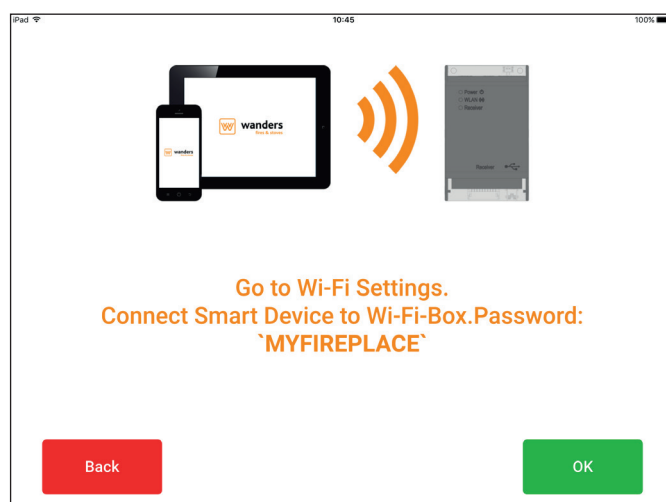 iPad
10:45
100%
wanders
fires & stoves
wanders
Power
WLAN
Receiver
Receiver
Go to Wi-Fi Settings.
Connect Smart Device to Wi-Fi-Box.Password:
`MYFIREPLACE`
Back
OK